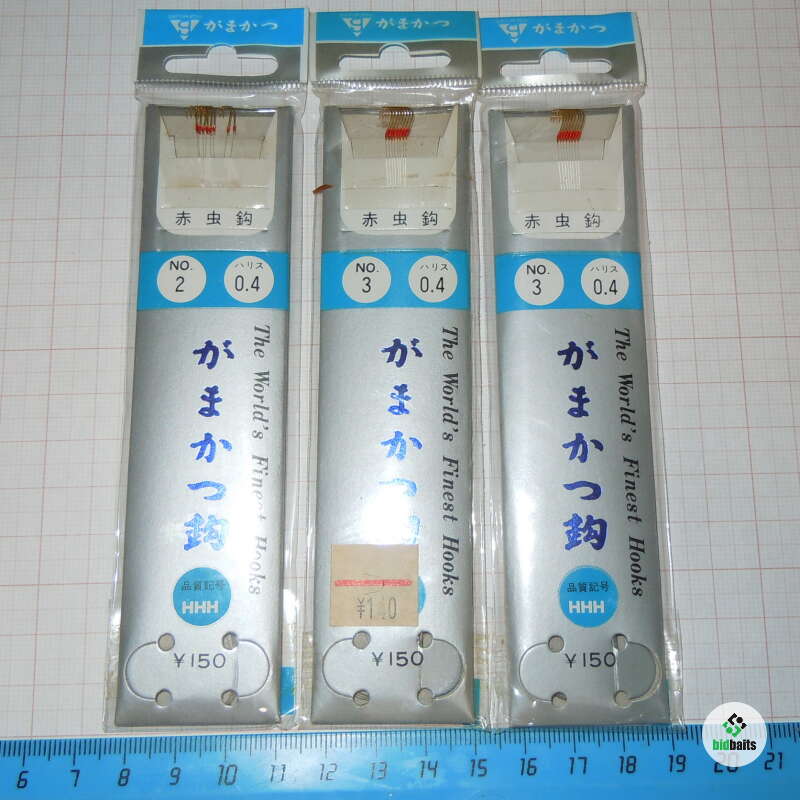 がまかつ
赤虫鈎
NO.
2
ハリス
0.4
The World's Finest Hooks
がまかつ鈎
品質記号
HHH
¥150
がまかつ
赤虫鈎
NO.
3
ハリス
0.4
The World's Finest Hooks
がまかつ
¥150
がまかつ
赤虫鈎
NO.
3
ハリス
0.4
The World's Finest Hooks
がまかつ鈎
品質記号
HHH
¥150
6 7 8 9 10 11 12 13 14 15 16 17 18 19 20 21
bidbaits